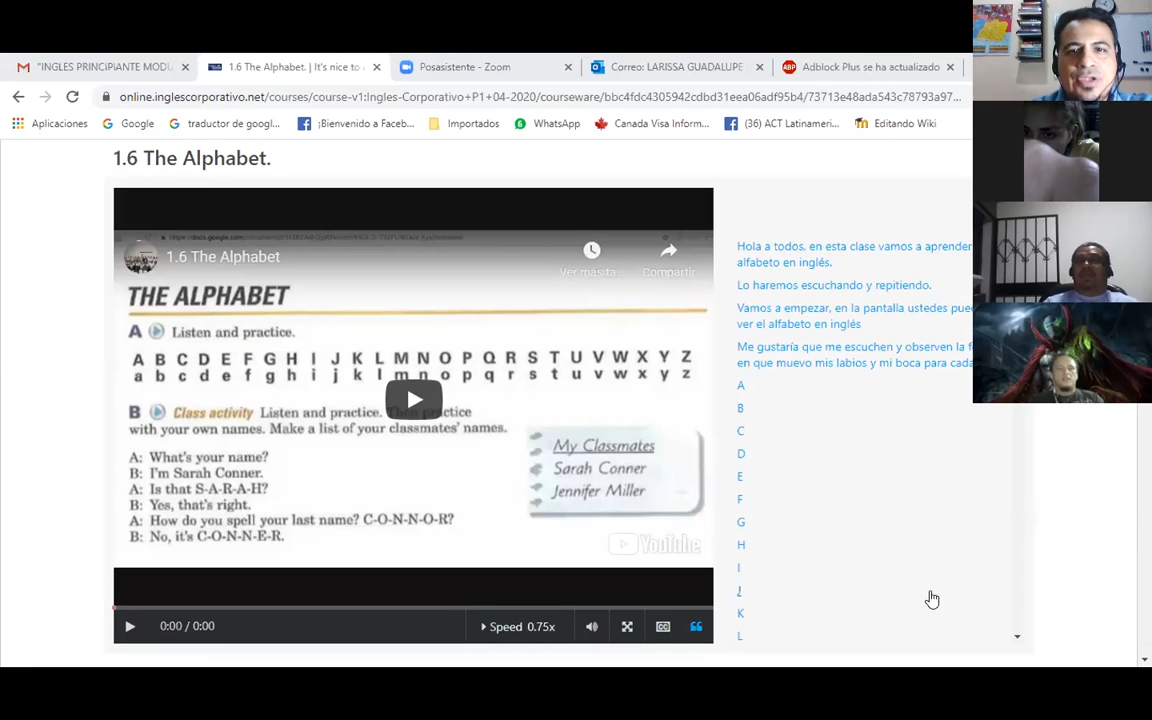 "INGLES PRINCIPIANTE MODU
1.6 The Alphabet. | It's nice to
Posasistente - Zoom
Correo: LARISSA GUADALUPE
Adblock Plus se ha actualizado
online.inglescorporativo.net/courses/course-v1:Ingles-Corporativo+P1+04-2020/courseware/bbc4fdc4305942cdbd31eea06adf95b4/73713e48ada543c78793a97...
Aplicaciones
Google
traductor de googl...
¡Bienvenido a Faceb...
Importados
WhatsApp
Canada Visa Inform...
(36) ACT Latinameri...
Editando Wiki
1.6 The Alphabet.
1.6 The Alphabet
Ver más ta...
Compartir
THE ALPHABET
A Listen and practice.
A B C D E F G H I J K L M N O P Q R S T U V W X Y Z
a b c d e f g h i j k l m n o p q r s t u v w x y z
B Class activity Listen and practice. Then practice
with your own names. Make a list of your classmates' names.
A: What's your name?
B: I'm Sarah Conner.
A: Is that S-A-R-A-H?
B: Yes, that's right.
A: How do you spell your last name? C-O-N-N-O-R?
B: No, it's C-O-N-N-E-R.
My Classmates
Sarah Conner
Jennifer Miller
YouTube
0:00 / 0:00
Speed 0.75x
Hola a todos, en esta clase vamos a aprender
alfabeto en inglés.
Lo haremos escuchando y repitiendo.
Vamos a empezar, en la pantalla ustedes pue
ver el alfabeto en inglés
Me gustaría que me escuchen y observen la f
en que muevo mis labios y mi boca para cada
A
B
C
D
E
F
G
H
I
J
K
L